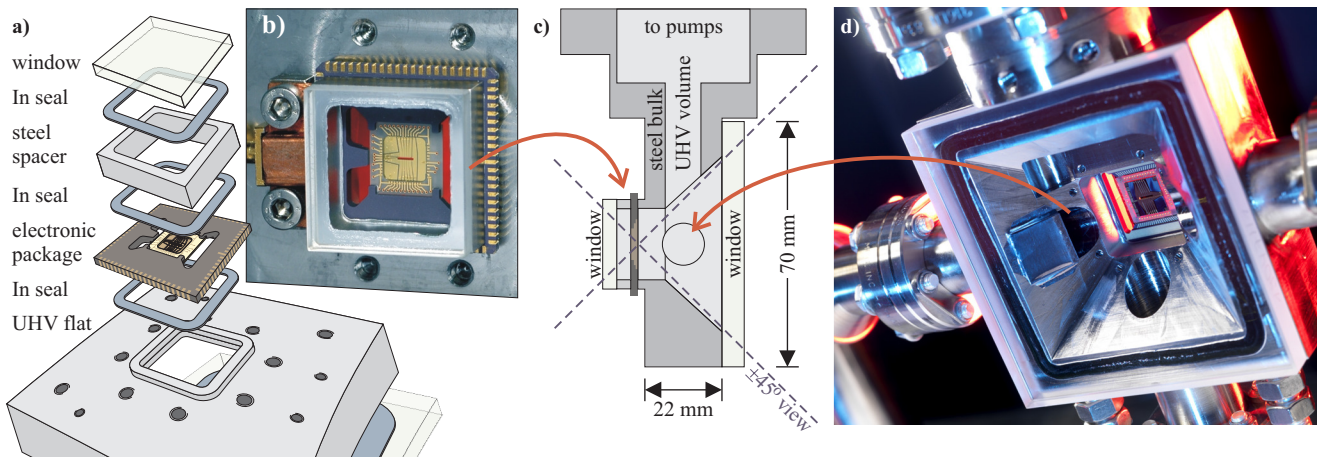 a)
window
In seal
steel
spacer
In seal
electronic
package
In seal
UHV flat
b)
c)
to pumps
steel bulk
UHV volume
window
window
70 mm
22 mm
±45° view
d)